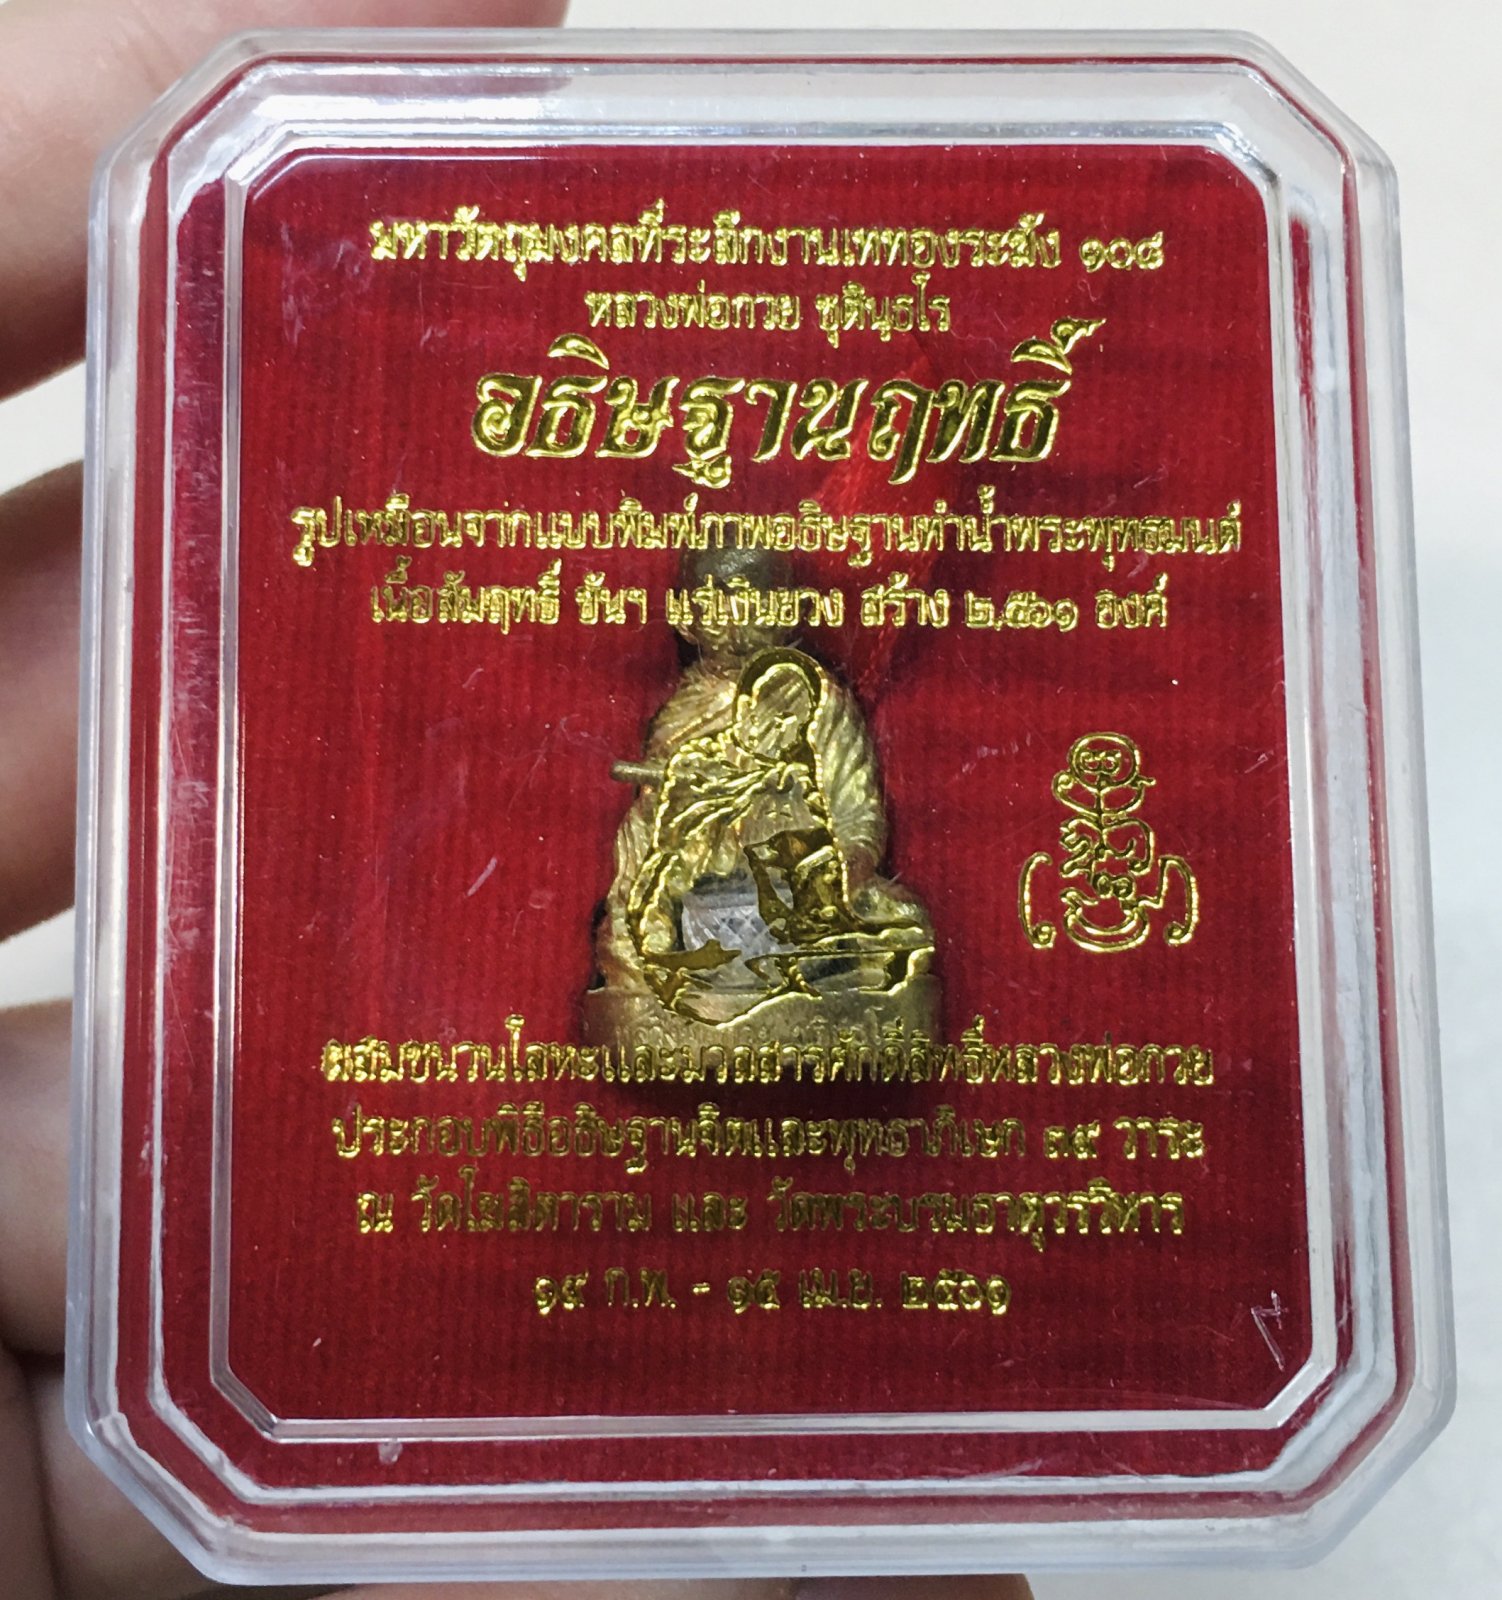 มหาวัตถุมงคลที่ระลึกงานเททองระฆัง ๑๐๘
หลวงพ่อกวย ชุตินฺธโร
อธิษฐานฤทธิ์
รูปเหมือนจากแบบพิมพ์ภาพอธิษฐานทำน้ำพระพุทธมนต์
เนื้อสัมฤทธิ์ ชันฯ แร่เงินยวง สร้าง ๒,๕๖๑ องค์
ผสมชนวนโลหะและมวลสารศักดิ์สิทธิ์หลวงพ่อกวย
ประกอบพิธีอธิษฐานจิตและพุทธาภิเษก ๓๙ วาระ
ณ วัดโฆสิตาราม และ วัดพระบรมธาตุวรวิหาร
๑๙ ก.พ. - ๑๕ เม.ย. ๒๕๖๑